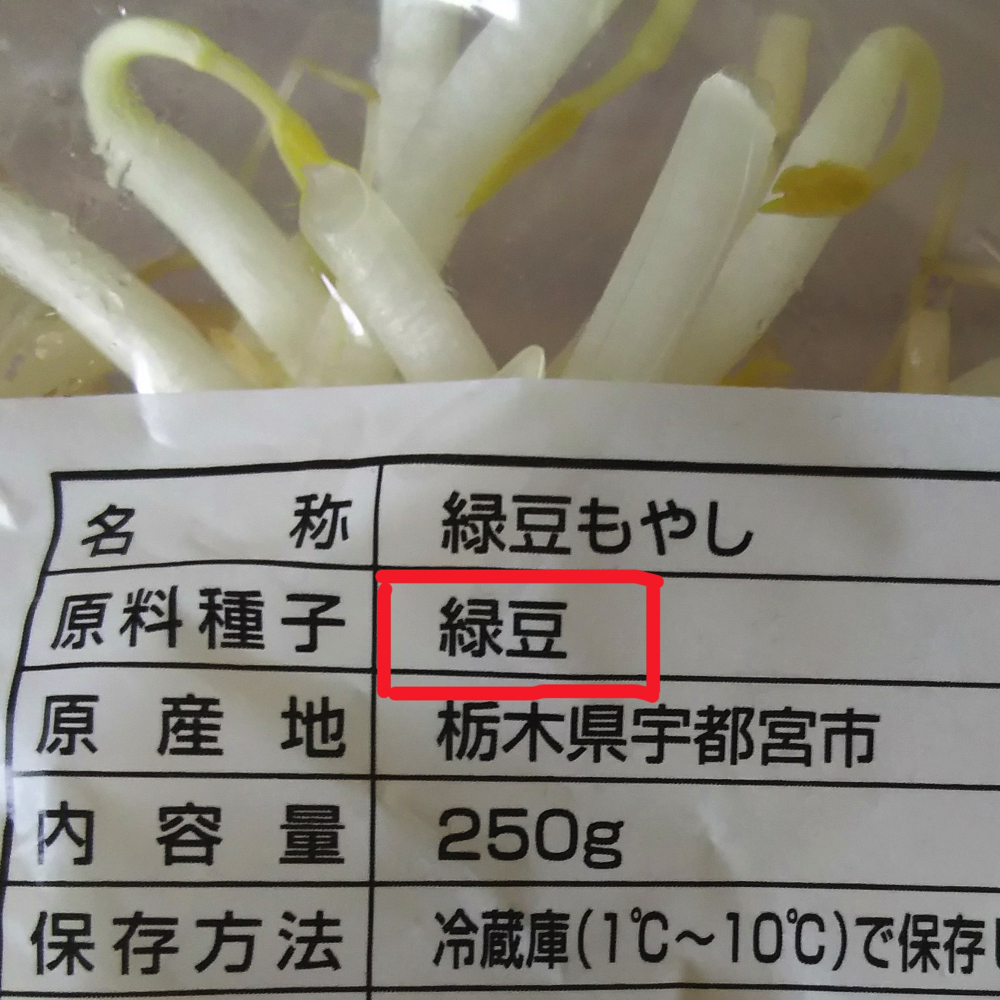 名称 緑豆もやし
原料種子 緑豆
原産地 栃木県宇都宮市
内容量 250g
保存方法 冷蔵庫(1℃～10℃)で保存し